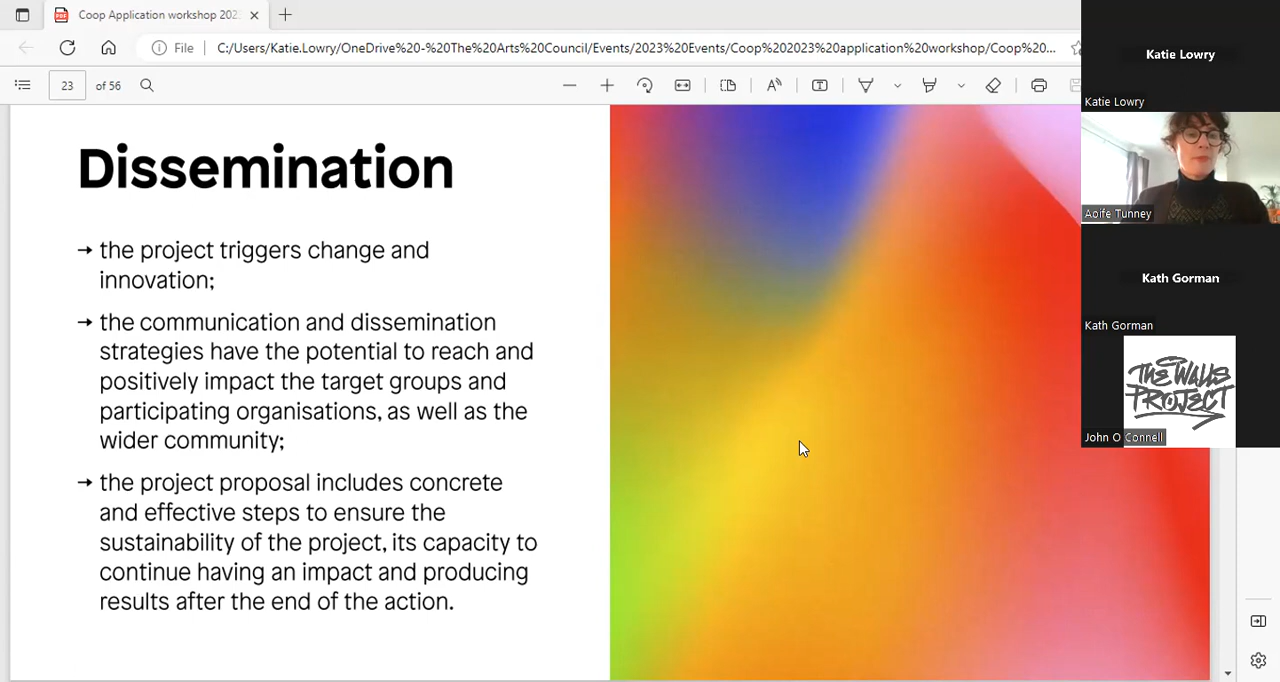 Coop Application workshop 202
File
C:/Users/Katie.Lowry/OneDrive%20-%20The%20Arts%20Council/Events/2023%20Events/Coop%202023%20application%20workshop/Coop%20...
23 of 56
Dissemination
→ the project triggers change and
innovation;
→ the communication and dissemination
strategies have the potential to reach and
positively impact the target groups and
participating organisations, as well as the
wider community;
→ the project proposal includes concrete
and effective steps to ensure the
sustainability of the project, its capacity to
continue having an impact and producing
results after the end of the action.
Katie Lowry
Katie Lowry
Aoife Tunney
Kath Gorman
Kath Gorman
THE WALLS
PROJECT
John O Connell